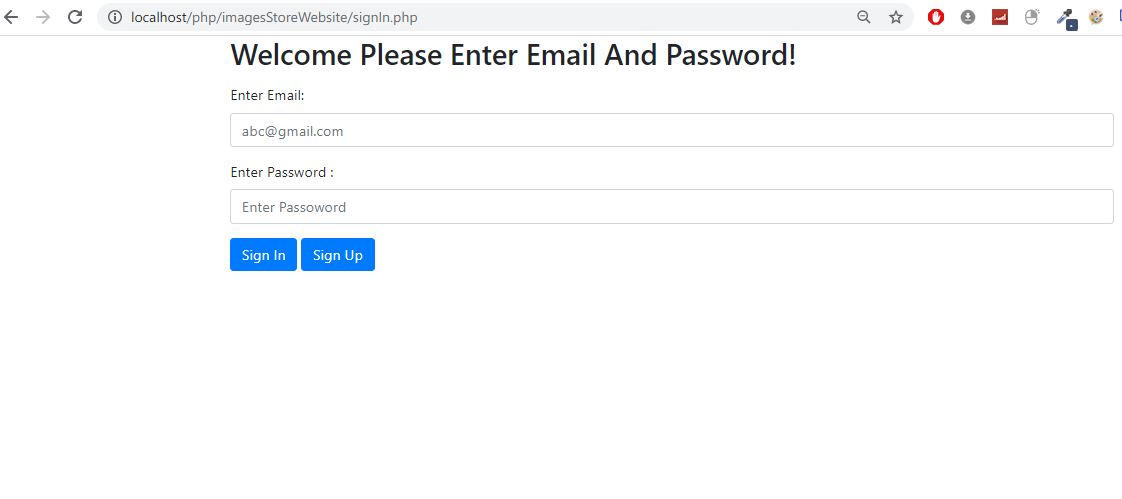 localhost/php/imagesStoreWebsite/signIn.php
Welcome Please Enter Email And Password!
Enter Email:
abc@gmail.com
Enter Password :
Enter Passoword
Sign In Sign Up